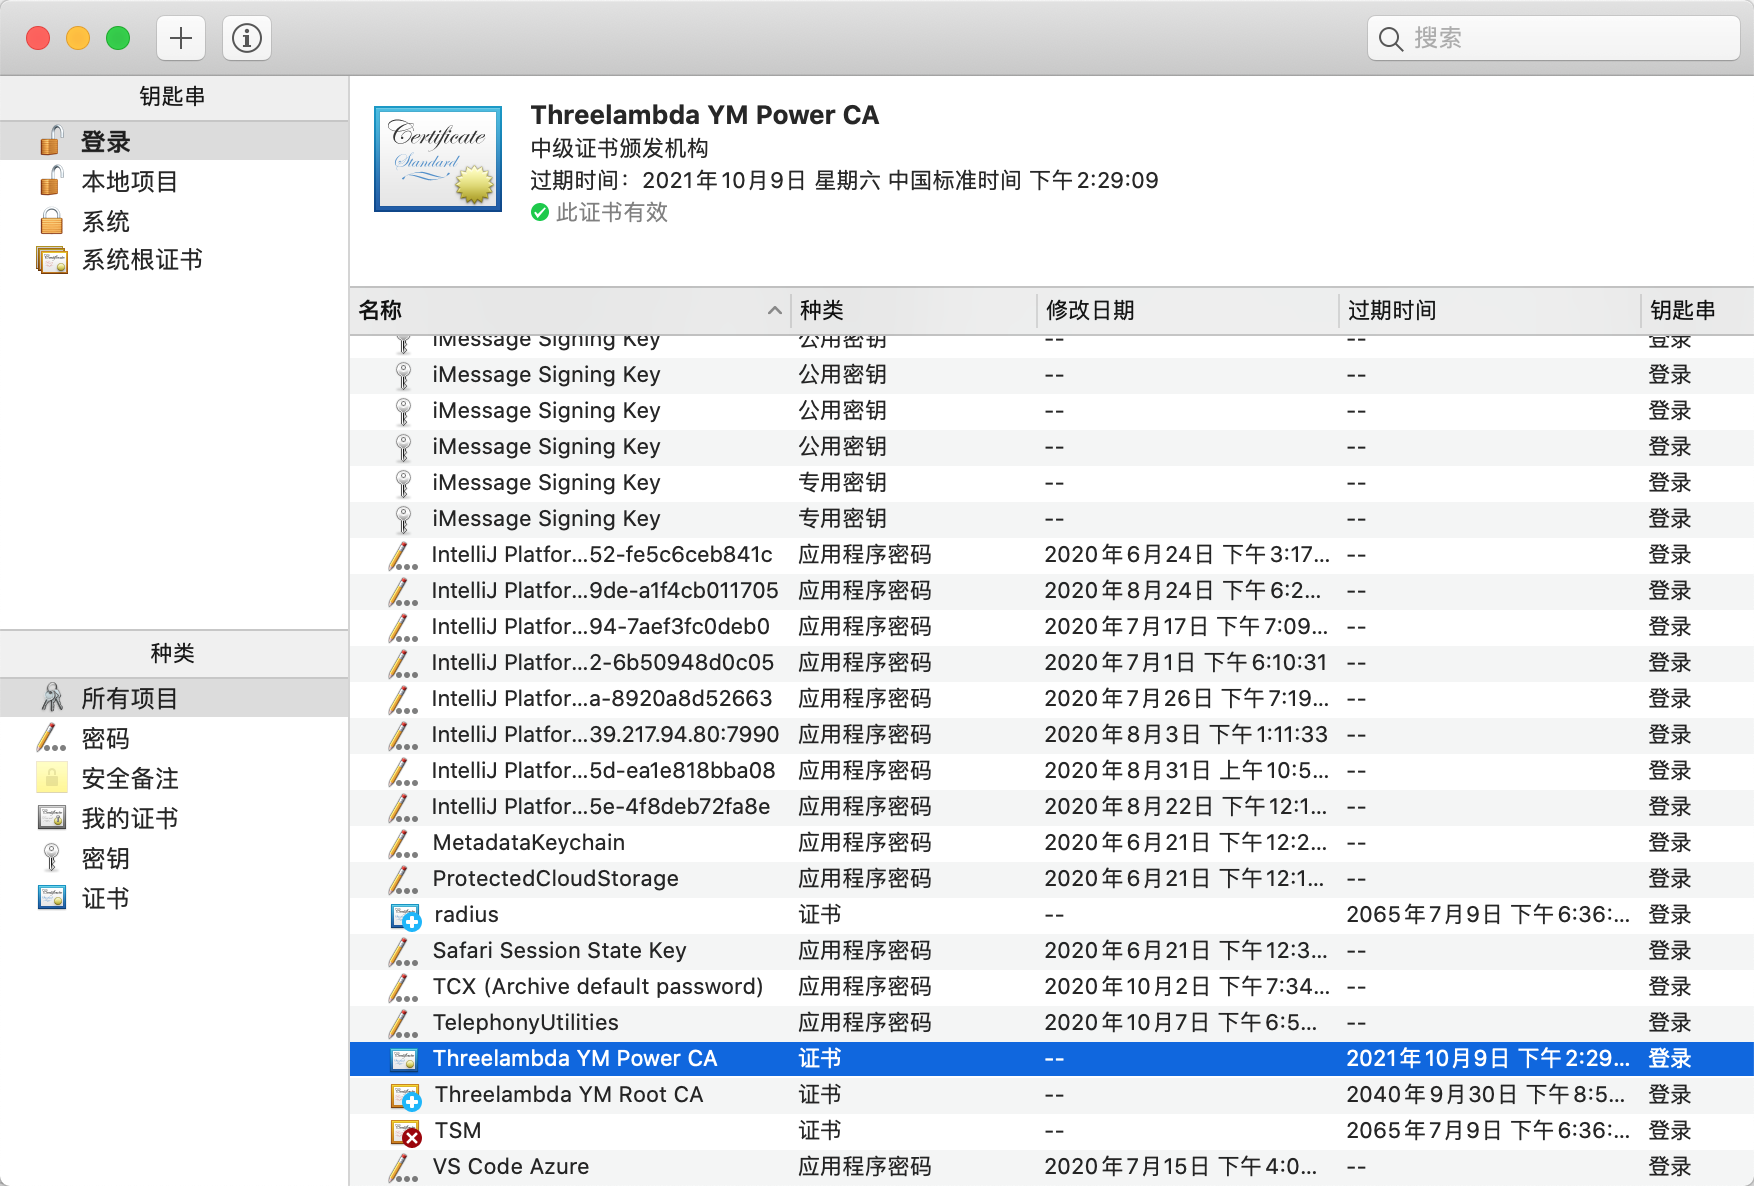 搜索
钥匙串
登录
本地项目
系统
系统根证书
种类
所有项目
密码
安全备注
我的证书
密钥
证书
Certificate
Standard
Threelambda YM Power CA
中级证书颁发机构
过期时间：2021年10月9日 星期六 中国标准时间 下午2:29:09
此证书有效
名称 种类 修改日期 过期时间 钥匙串
iMessage Signing Key 公用密钥 -- -- 登录
iMessage Signing Key 公用密钥 -- -- 登录
iMessage Signing Key 公用密钥 -- -- 登录
iMessage Signing Key 公用密钥 -- -- 登录
iMessage Signing Key 专用密钥 -- -- 登录
iMessage Signing Key 专用密钥 -- -- 登录
IntelliJ Platfor...52-fe5c6ceb841c 应用程序密码 2020年6月24日 下午3:17... -- 登录
IntelliJ Platfor...9de-a1f4cb011705 应用程序密码 2020年8月24日 下午6:2... -- 登录
IntelliJ Platfor...94-7aef3fc0deb0 应用程序密码 2020年7月17日 下午7:09... -- 登录
IntelliJ Platfor...2-6b50948d0c05 应用程序密码 2020年7月1日 下午6:10:31 -- 登录
IntelliJ Platfor...a-8920a8d52663 应用程序密码 2020年7月26日 下午7:19... -- 登录
IntelliJ Platfor...39.217.94.80:7990 应用程序密码 2020年8月3日 下午1:11:33 -- 登录
IntelliJ Platfor...5d-ea1e818bba08 应用程序密码 2020年8月31日 上午10:5... -- 登录
IntelliJ Platfor...5e-4f8deb72fa8e 应用程序密码 2020年8月22日 下午12:1... -- 登录
MetadataKeychain 应用程序密码 2020年6月21日 下午12:2... -- 登录
ProtectedCloudStorage 应用程序密码 2020年6月21日 下午12:1... -- 登录
radius 证书 -- 2065年7月9日 下午6:36:... 登录
Safari Session State Key 应用程序密码 2020年6月21日 下午12:3... -- 登录
TCX (Archive default password) 应用程序密码 2020年10月2日 下午7:34... -- 登录
TelephonyUtilities 应用程序密码 2020年10月7日 下午6:5... -- 登录
Threelambda YM Power CA 证书 -- 2021年10月9日 下午2:29... 登录
Threelambda YM Root CA 证书 -- 2040年9月30日 下午8:5... 登录
TSM 证书 -- 2065年7月9日 下午6:36:... 登录
VS Code Azure 应用程序密码 2020年7月15日 下午4:0... -- 登录